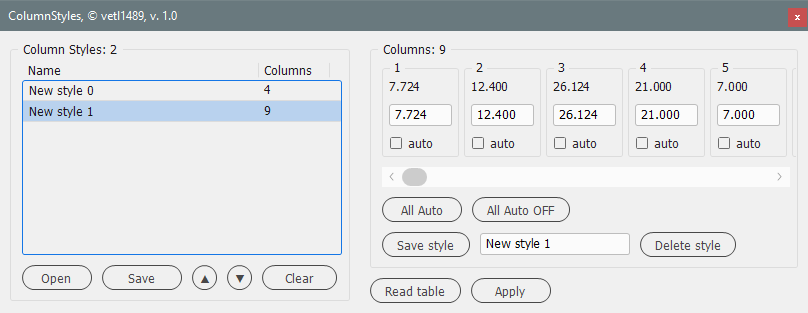 ColumnStyles, © vetl1489, v. 1.0
x
Column Styles: 2
Name Columns
New style 0 4
New style 1 9
Open Save ▲ ▼ Clear
Columns: 9
1 2 3 4 5
7.724 12.400 26.124 21.000 7.000
7.724 12.400 26.124 21.000 7.000
auto auto auto auto auto
All Auto All Auto OFF
Save style New style 1 Delete style
Read table Apply